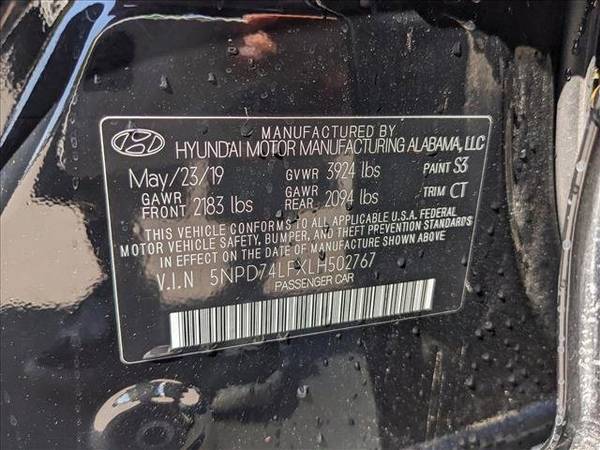 MANUFACTURED BY
HYUNDAI MOTOR MANUFACTURING ALABAMA, LLC
May/23/19 GVWR 3924 lbs PAINT S3
GAWR FRONT 2183 lbs GAWR REAR 2094 lbs TRIM CT
THIS VEHICLE CONFORMS TO ALL APPLICABLE U.S.A. FEDERAL
MOTOR VEHICLE SAFETY, BUMPER, AND THEFT PREVENTION STANDARDS
IN EFFECT ON THE DATE OF MANUFACTURE SHOWN ABOVE
V.I.N 5NPD74LFXLH502767
PASSENGER CAR